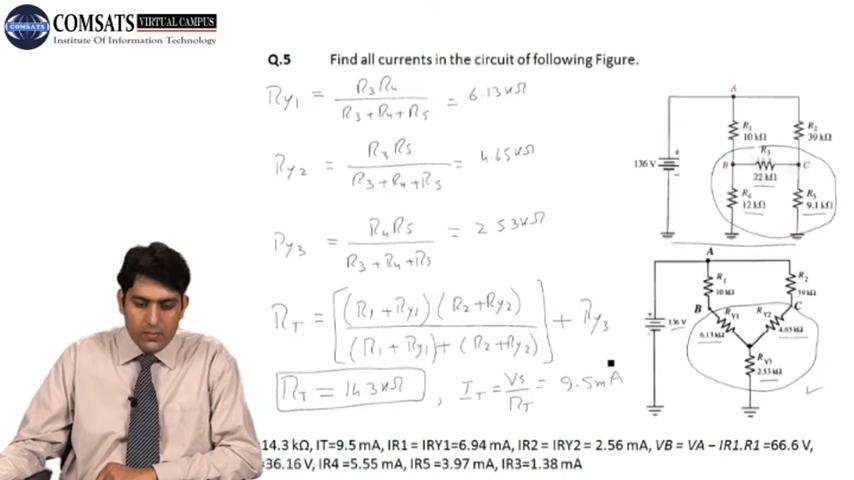 COMSATS VIRTUAL CAMPUS
Institute Of Information Technology
Q.5 Find all currents in the circuit of following Figure.
Ry1 = R3R4 / R3+R4+R5 = 6.13kΩ
Ry2 = R3R5 / R3+R4+R5 = 4.65kΩ
Ry3 = R4R5 / R3+R4+R5 = 2.53kΩ
RT = [(R1+Ry1)(R2+Ry2) / (R1+Ry1)+(R2+Ry2)] + Ry3
RT = 14.3kΩ , IT = Vs/RT = 9.5mA
14.3 kΩ, IT=9.5 mA, IR1 = IRY1=6.94 mA, IR2 = IRY2 = 2.56 mA, VB = VA – IR1.R1 =66.6 V,
=36.16 V, IR4 =5.55 mA, IR5 =3.97 mA, IR3=1.38 mA
A
R1
10 kΩ
R2
39 kΩ
136 V
+
-
B
R3
22 kΩ
C
R4
12 kΩ
R5
9.1 kΩ
A
R1
10 kΩ
R2
136 V
B
C
RY1
6.13 kΩ
RY2
4.65 kΩ
RY3
2.53 kΩ